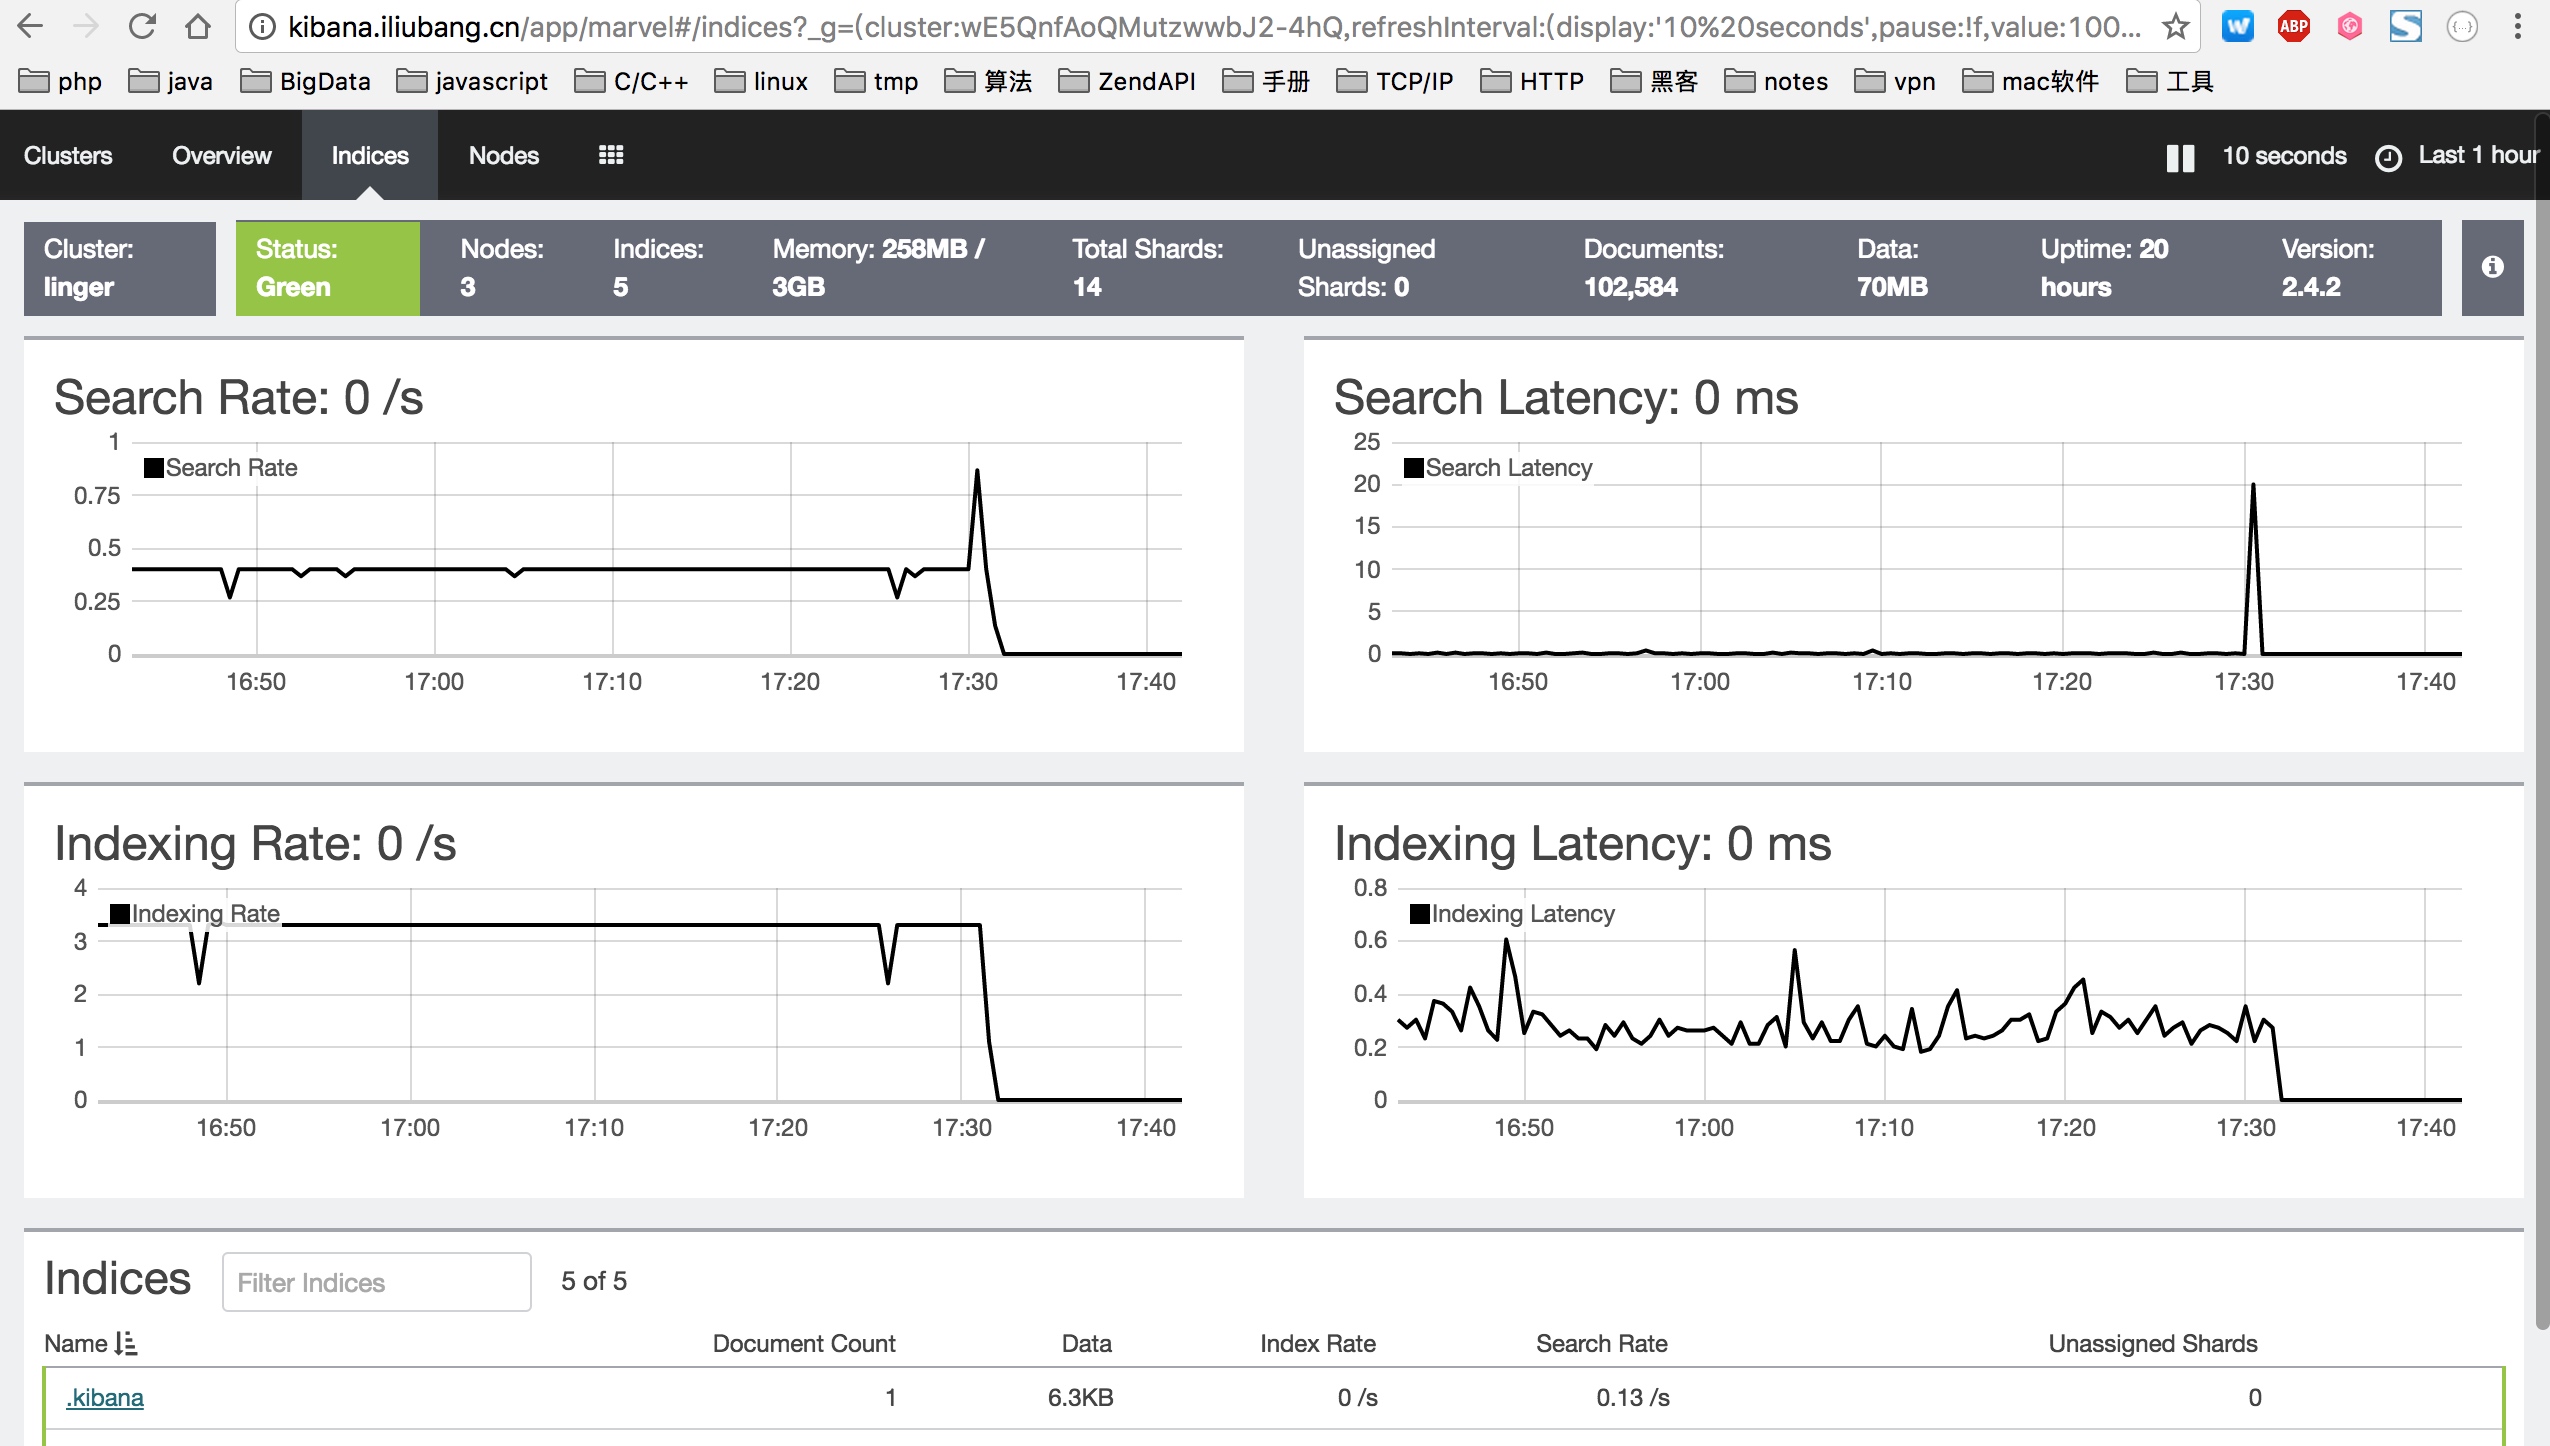 kibana.iliubang.cn/app/marvel#/indices?_g=(cluster:wE5QnfAoQMutzwwbJ2-4hQ,refreshInterval:(display:'10%20seconds',pause:!f,value:100...
W ABP S {...}
php java BigData javascript C/C++ linux tmp 算法 ZendAPI 手册 TCP/IP HTTP 黑客 notes vpn mac软件 工具
Clusters Overview Indices Nodes 10 seconds Last 1 hour
Cluster: Status: Nodes: Indices: Memory: 258MB / Total Shards: Unassigned Documents: Data: Uptime: 20 Version:
linger Green 3 5 3GB 14 Shards: 0 102,584 70MB hours 2.4.2
Search Rate: 0 /s
1
Search Rate
0.75
0.5
0.25
0
16:50 17:00 17:10 17:20 17:30 17:40
Search Latency: 0 ms
25
Search Latency
20
15
10
5
0
16:50 17:00 17:10 17:20 17:30 17:40
Indexing Rate: 0 /s
4
Indexing Rate
3
2
1
0
16:50 17:00 17:10 17:20 17:30 17:40
Indexing Latency: 0 ms
0.8
Indexing Latency
0.6
0.4
0.2
0
16:50 17:00 17:10 17:20 17:30 17:40
Indices Filter Indices 5 of 5
Name Document Count Data Index Rate Search Rate Unassigned Shards
.kibana 1 6.3KB 0 /s 0.13 /s 0